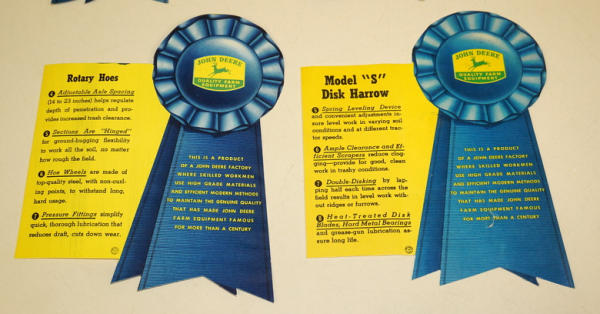 Rotary Hoes
4 Adjustable Axle Spacing
(14 to 23 inches) helps regulate
depth of penetration and pro-
vides increased trash clearance.
5 Sections Are "Hinged"
for ground-hugging flexibility
to work all the soil, no matter
how rough the field.
6 Hoe Wheels are made of
top-quality steel, with non-curl-
ing points, to withstand long,
hard usage.
7 Pressure Fittings simplify
quick, thorough lubrication that
reduces draft, cuts down wear.
JOHN DEERE
QUALITY FARM
EQUIPMENT
THIS IS A PRODUCT
OF A JOHN DEERE FACTORY
WHERE SKILLED WORKMEN
USE HIGH GRADE MATERIALS
AND EFFICIENT MODERN METHODS
TO MAINTAIN THE GENUINE QUALITY
THAT HAS MADE JOHN DEERE
FARM EQUIPMENT FAMOUS
FOR MORE THAN A CENTURY
Model "S"
Disk Harrow
5 Spring Leveling Device
and convenient adjustments in-
sure level work in varying soil
conditions and at different trac-
tor speeds.
6 Ample Clearance and Ef-
ficient Scrapers reduce clog-
ging—provide for good, clean
work in trashy conditions.
7 Double-Disking by lap-
ping half each time across the
field results in level work with-
out ridges or furrows.
8 Heat-Treated Disk
Blades, Hard Metal Bearings
and grease-gun lubrication as-
sure long life.
JOHN DEERE
QUALITY FARM
EQUIPMENT
THIS IS A PRODUCT
OF A JOHN DEERE FACTORY
WHERE SKILLED WORKMEN
USE HIGH GRADE MATERIALS
AND EFFICIENT MODERN METHODS
TO MAINTAIN THE GENUINE QUALITY
THAT HAS MADE JOHN DEERE
FARM EQUIPMENT FAMOUS
FOR MORE THAN A CENTURY